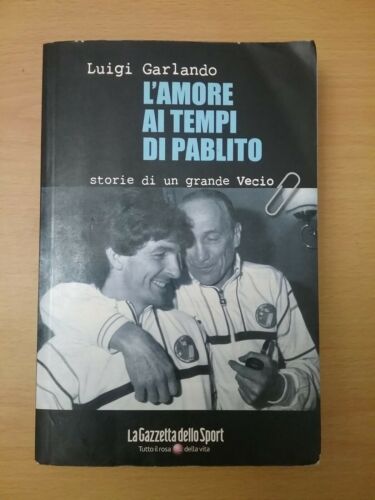 Luigi Garlando
L'AMORE
AI TEMPI
DI PABLITO
storie di un grande Vecio
La Gazzetta dello Sport
Tutto il rosa della vita